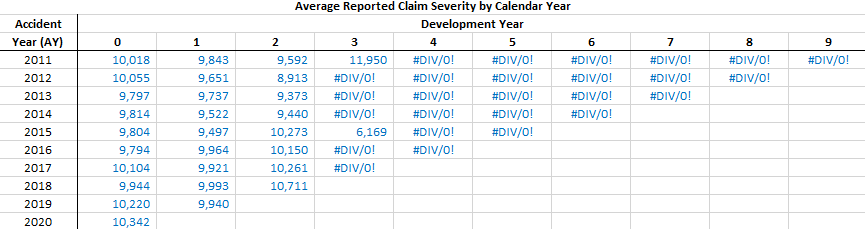 Average Reported Claim Severity by Calendar Year
Accident Development Year
Year (AY) 0 1 2 3 4 5 6 7 8 9
2011 10,018 9,843 9,592 11,950 #DIV/0! #DIV/0! #DIV/0! #DIV/0! #DIV/0! #DIV/0!
2012 10,055 9,651 8,913 #DIV/0! #DIV/0! #DIV/0! #DIV/0! #DIV/0! #DIV/0!
2013 9,797 9,737 9,373 #DIV/0! #DIV/0! #DIV/0! #DIV/0! #DIV/0!
2014 9,814 9,522 9,440 #DIV/0! #DIV/0! #DIV/0! #DIV/0!
2015 9,804 9,497 10,273 6,169 #DIV/0! #DIV/0!
2016 9,794 9,964 10,150 #DIV/0! #DIV/0!
2017 10,104 9,921 10,261 #DIV/0!
2018 9,944 9,993 10,711
2019 10,220 9,940
2020 10,342